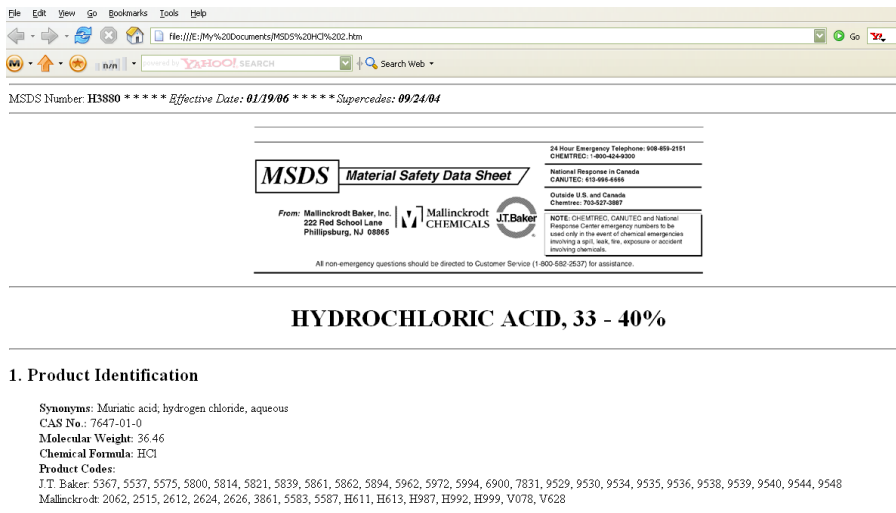 File Edit View Go Bookmarks Tools Help
file:///E:/My%20Documents/MSDS%20HCl%202.htm
Go
powered by YAHOO! SEARCH
Search Web
MSDS Number: H3880 * * * * * Effective Date: 01/19/06 * * * * * Supercedes: 09/24/04
MSDS Material Safety Data Sheet
From: Mallinckrodt Baker, Inc.
222 Red School Lane
Phillipsburg, NJ 08865
Mallinckrodt
CHEMICALS
J.T.Baker
24 Hour Emergency Telephone: 908-859-2151
CHEMTREC: 1-800-424-9300
National Response in Canada
CANUTEC: 613-996-6666
Outside U.S. and Canada
Chemtrec: 703-527-3887
NOTE: CHEMTREC, CANUTEC and National
Response Center emergency numbers to be
used only in the event of chemical emergencies
involving a spill, leak, fire, exposure or accident
involving chemicals.
All non-emergency questions should be directed to Customer Service (1-800-582-2537) for assistance.
HYDROCHLORIC ACID, 33 - 40%
1. Product Identification
Synonyms: Muriatic acid; hydrogen chloride, aqueous
CAS No.: 7647-01-0
Molecular Weight: 36.46
Chemical Formula: HCl
Product Codes:
J.T. Baker: 5367, 5537, 5575, 5800, 5814, 5821, 5839, 5861, 5862, 5894, 5962, 5972, 5994, 6900, 7831, 9529, 9530, 9534, 9535, 9536, 9538, 9539, 9540, 9544, 9548
Mallinckrodt: 2062, 2515, 2612, 2624, 2626, 3861, 5583, 5587, H611, H613, H987, H992, H999, V078, V628